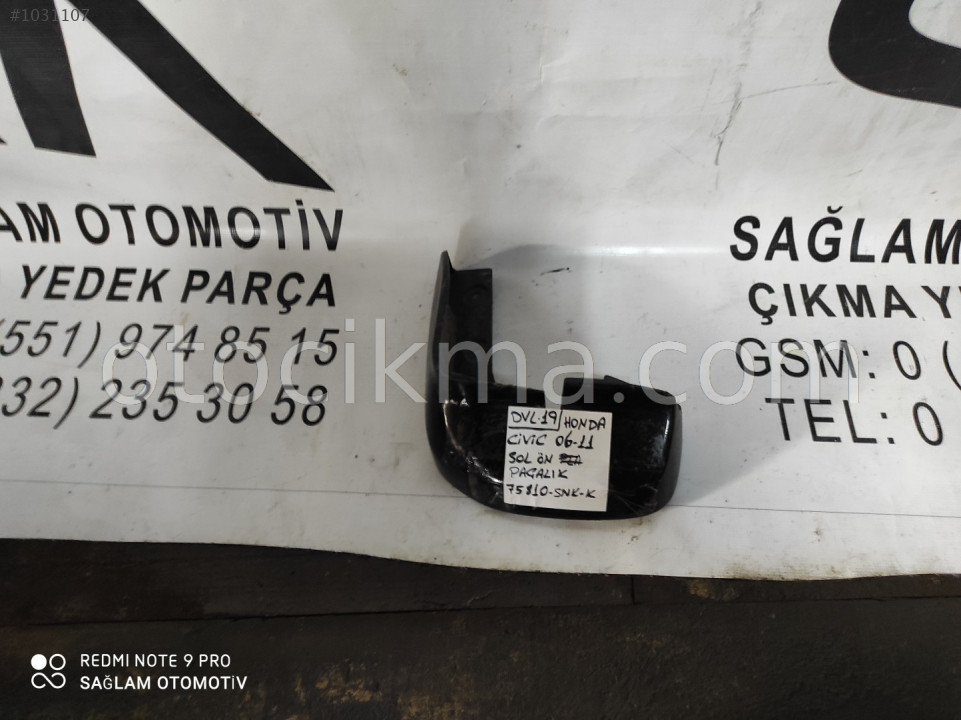 #1031107
AM OTOMOTİV
YEDEK PARÇA
(551) 974 85 15
32) 235 30 58
SAĞLAM
ÇIKMA Y
GSM: 0 (
TEL: 0
otocikma.com
DVL-19/HONDA
CİVİC 06-11
SOL ÖN
PAÇALIK
75810-SNK-K
REDMI NOTE 9 PRO
SAĞLAM OTOMOTİV